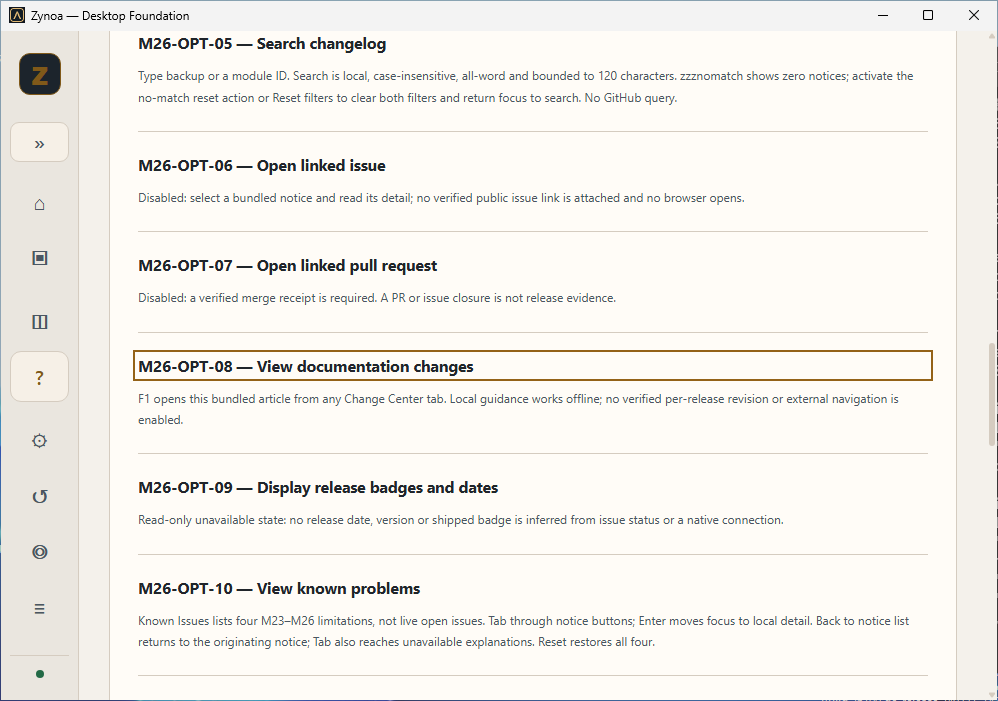 Zynoa — Desktop Foundation
Z
»
?
M26-OPT-05 — Search changelog
Type backup or a module ID. Search is local, case-insensitive, all-word and bounded to 120 characters. zzznomatch shows zero notices; activate the
no-match reset action or Reset filters to clear both filters and return focus to search. No GitHub query.
M26-OPT-06 — Open linked issue
Disabled: select a bundled notice and read its detail; no verified public issue link is attached and no browser opens.
M26-OPT-07 — Open linked pull request
Disabled: a verified merge receipt is required. A PR or issue closure is not release evidence.
M26-OPT-08 — View documentation changes
F1 opens this bundled article from any Change Center tab. Local guidance works offline; no verified per-release revision or external navigation is
enabled.
M26-OPT-09 — Display release badges and dates
Read-only unavailable state: no release date, version or shipped badge is inferred from issue status or a native connection.
M26-OPT-10 — View known problems
Known Issues lists four M23–M26 limitations, not live open issues. Tab through notice buttons; Enter moves focus to local detail. Back to notice list
returns to the originating notice; Tab also reaches unavailable explanations. Reset restores all four.